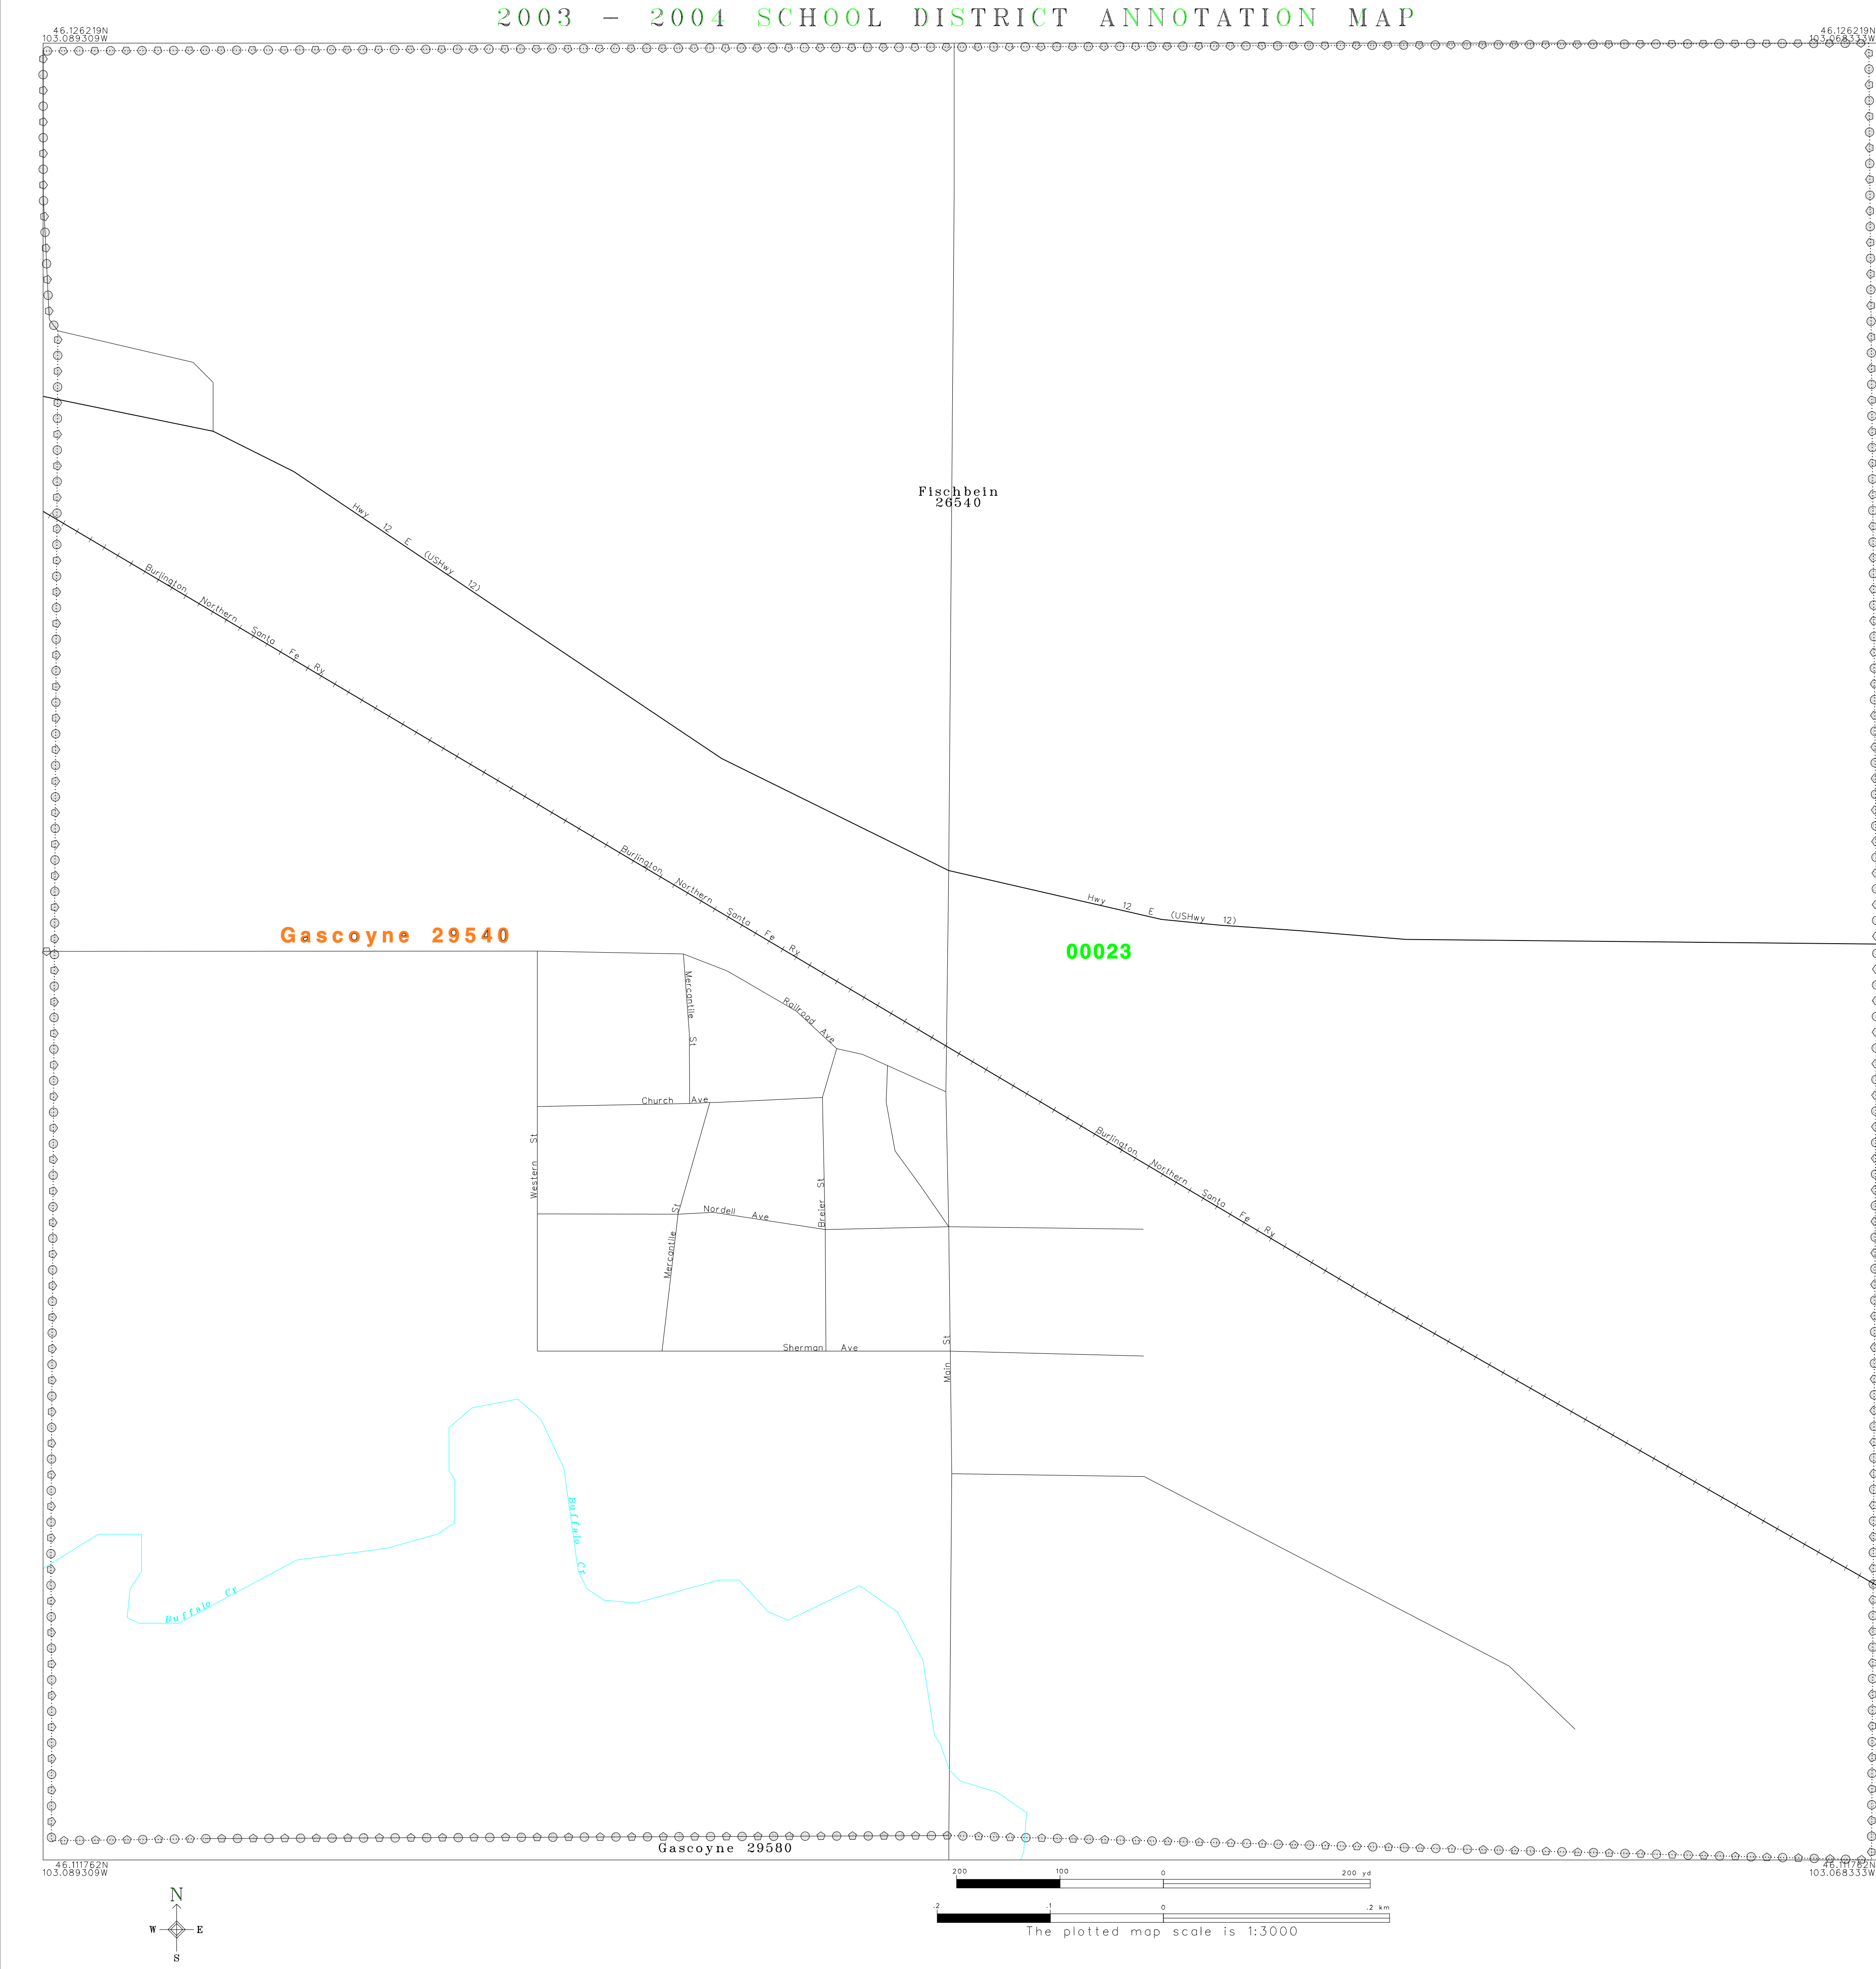 2003 - 2004 SCHOOL DISTRICT ANNOTATION MAP
46.126219N
103.089309W
46.126219N
103.068333W
Fischbein
26540
Hwy 12 E (USHwy 12)
Burlington Northern Santa Fe Ry
Burlington Northern Santa Fe Ry
Hwy 12 E (USHwy 12)
Gascoyne 29540
00023
Mercantile St
Railroad Ave
Church Ave
Western St
Burlington Northern Santa Fe Ry
Breier St
Nordell Ave
Mercantile St
Sherman Ave
Main St
Buffalo Cr
Buffalo Cr
Gascoyne 29580
46.111762N
103.089309W
46.111762N
103.068333W
200 100 0 200 yd
.2 .1 0 .2 km
The plotted map scale is 1:3000
N
W E
S